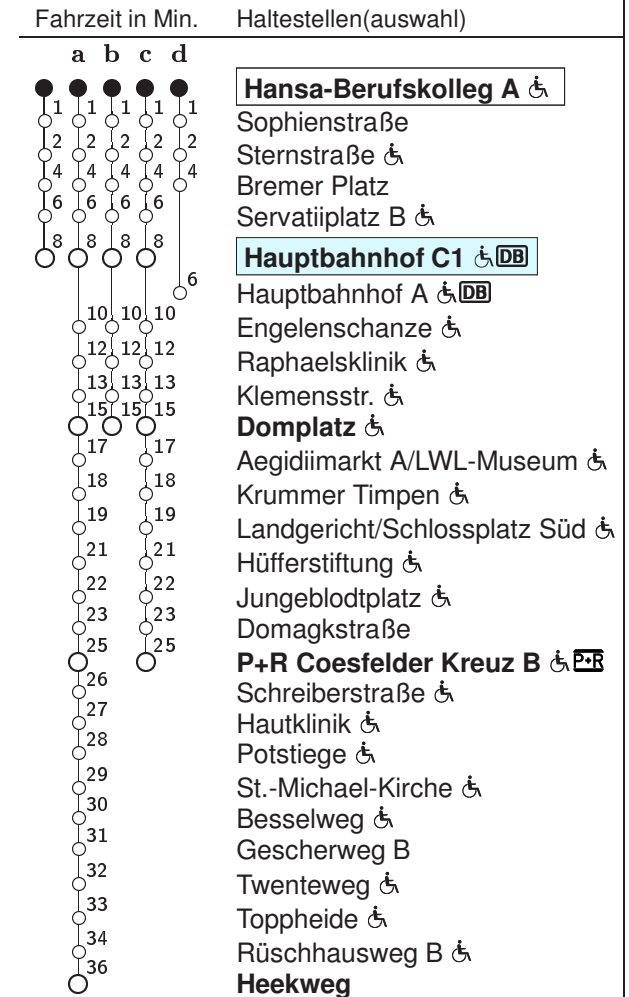 Fahrzeit in Min. Haltestellen(auswahl)
a b c d
Hansa-Berufskolleg A
1 1 1 1 1 Sophienstraße
2 2 2 2 2 Sternstraße
4 4 4 4 4 Bremer Platz
6 6 6 6 Servatiiplatz B
8 8 8 8 Hauptbahnhof C1 DB
6 Hauptbahnhof A DB
10 10 10 Engelenschanze
12 12 12 Raphaelsklinik
13 13 13 Klemensstr.
15 15 15 Domplatz
17 17 Aegidiimarkt A/LWL-Museum
18 18 Krummer Timpen
19 19 Landgericht/Schlossplatz Süd
21 21 Hüfferstiftung
22 22 Jungeblodtplatz
23 23 Domagkstraße
25 25 P+R Coesfelder Kreuz B P+R
26 Schreiberstraße
27 Hautklinik
28 Potstiege
29 St.-Michael-Kirche
30 Besselweg
31 Gescherweg B
32 Twenteweg
33 Toppheide
34 Rüschhausweg B
36 Heekweg